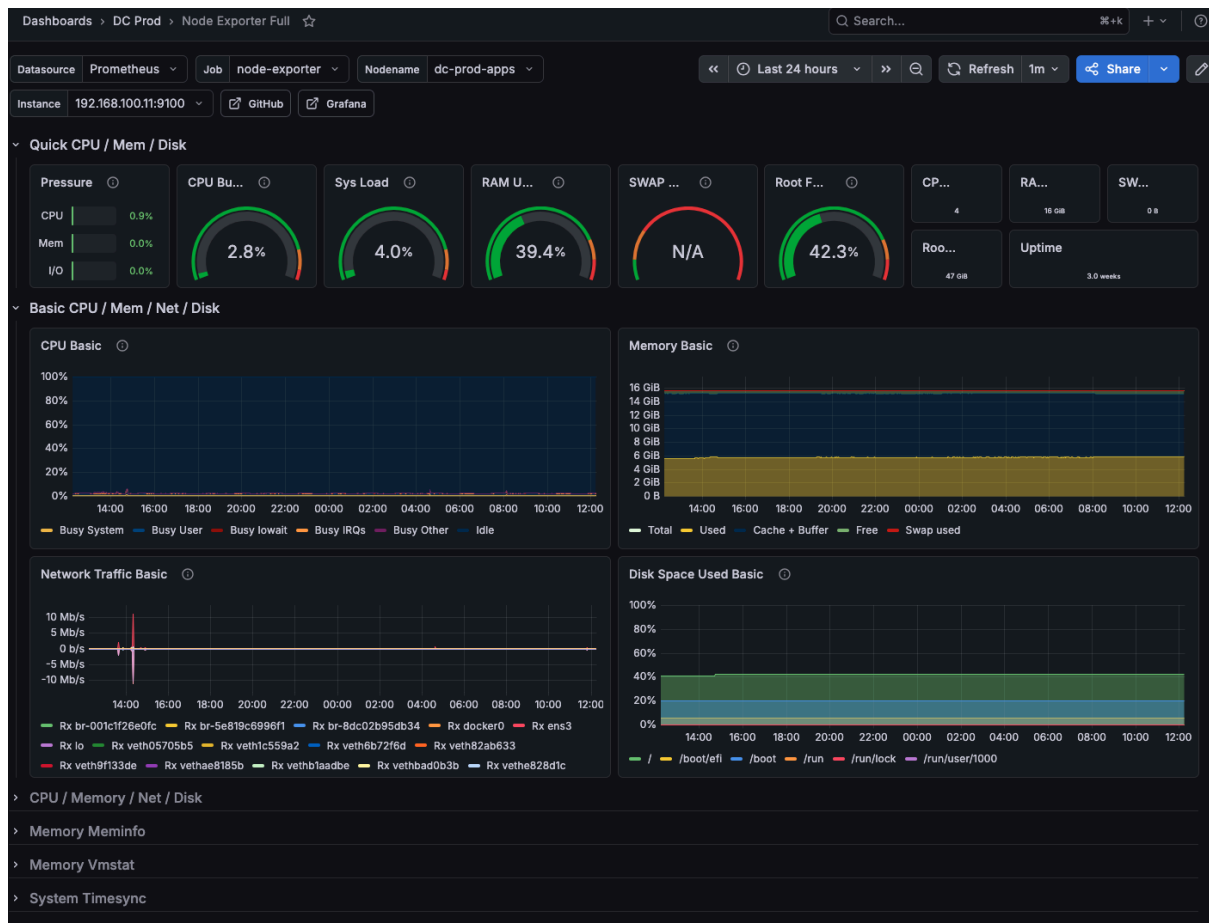 Dashboards › DC Prod › Node Exporter Full
Search... ⌘+k
Datasource Prometheus Job node-exporter Nodename dc-prod-apps Last 24 hours Refresh 1m Share
Instance 192.168.100.11:9100 GitHub Grafana
Quick CPU / Mem / Disk
Pressure
CPU 0.9%
Mem 0.0%
I/O 0.0%
CPU Bu...
2.8%
Sys Load
4.0%
RAM U...
39.4%
SWAP ...
N/A
Root F...
42.3%
CP...
4
RA...
16 GiB
SW...
0 B
Roo...
47 GiB
Uptime
3.0 weeks
Basic CPU / Mem / Net / Disk
CPU Basic
100%
80%
60%
40%
20%
0%
14:00 16:00 18:00 20:00 22:00 00:00 02:00 04:00 06:00 08:00 10:00 12:00
Busy System Busy User Busy Iowait Busy IRQs Busy Other Idle
Memory Basic
16 GiB
14 GiB
12 GiB
10 GiB
8 GiB
6 GiB
4 GiB
2 GiB
0 B
14:00 16:00 18:00 20:00 22:00 00:00 02:00 04:00 06:00 08:00 10:00 12:00
Total Used Cache + Buffer Free Swap used
Network Traffic Basic
10 Mb/s
5 Mb/s
0 b/s
-5 Mb/s
-10 Mb/s
14:00 16:00 18:00 20:00 22:00 00:00 02:00 04:00 06:00 08:00 10:00 12:00
Rx br-001c1f26e0fc Rx br-5e819c6996f1 Rx br-8dc02b95db34 Rx docker0 Rx ens3
Rx lo Rx veth05705b5 Rx veth1c559a2 Rx veth6b72f6d Rx veth82ab633
Rx veth9f133de Rx vethae8185b Rx vethb1aadbe Rx vethbad0b3b Rx vethe828d1c
Disk Space Used Basic
100%
80%
60%
40%
20%
0%
14:00 16:00 18:00 20:00 22:00 00:00 02:00 04:00 06:00 08:00 10:00 12:00
/ /boot/efi /boot /run /run/lock /run/user/1000
CPU / Memory / Net / Disk
Memory Meminfo
Memory Vmstat
System Timesync